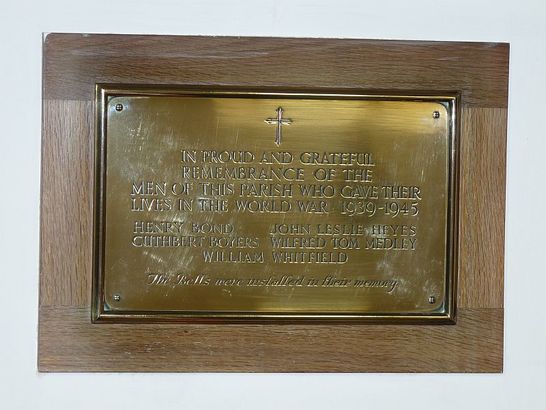 IN PROUD AND GRATEFUL
REMEMBRANCE OF THE
MEN OF THIS PARISH WHO GAVE THEIR
LIVES IN THE WORLD WAR 1939-1945
HENRY BOND JOHN LESLIE HEYES
CUTHBERT BOYERS WILFRED TOM MEDLEY
WILLIAM WHITFIELD
The Bells were installed in their memory